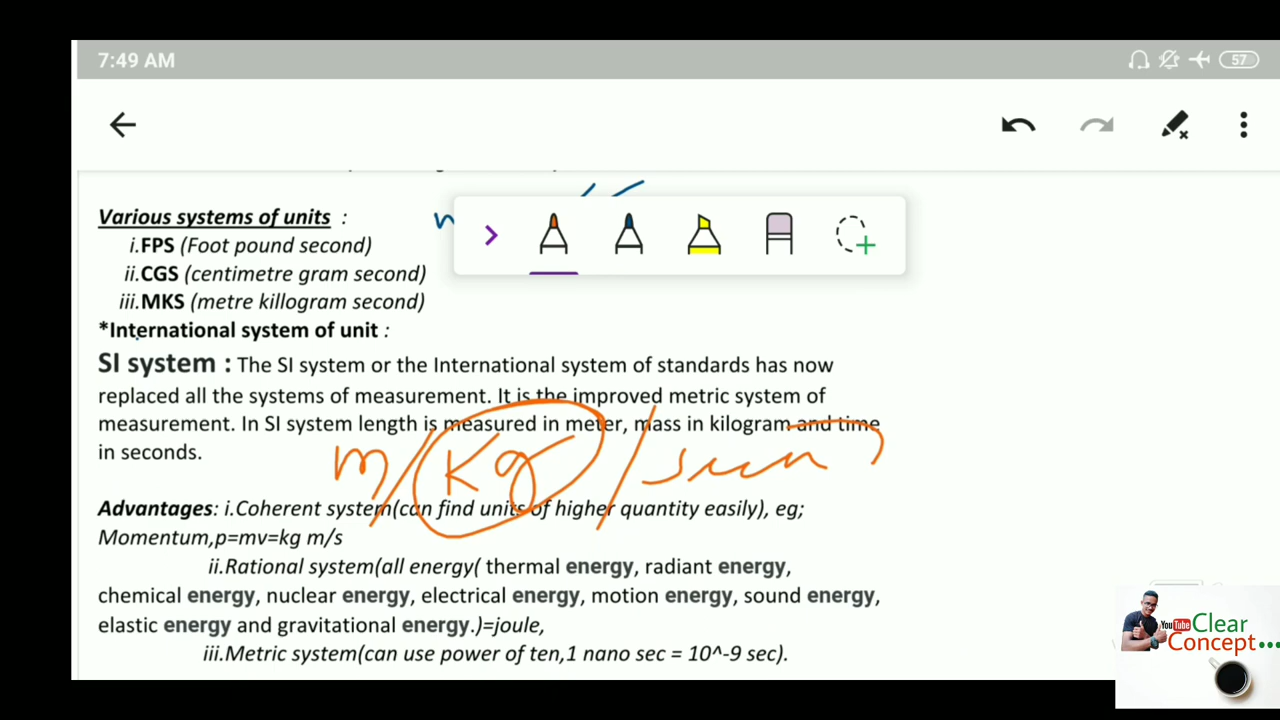 7:49 AM
57
Various systems of units :
i.FPS (Foot pound second)
ii.CGS (centimetre gram second)
iii.MKS (metre killogram second)
*International system of unit :
SI system : The SI system or the International system of standards has now
replaced all the systems of measurement. It is the improved metric system of
measurement. In SI system length is measured in meter, mass in kilogram and time
in seconds.
m/Kg/
Advantages: i.Coherent system(can find units of higher quantity easily), eg;
Momentum,p=mv=kg m/s
ii.Rational system(all energy( thermal energy, radiant energy,
chemical energy, nuclear energy, electrical energy, motion energy, sound energy,
elastic energy and gravitational energy.)=joule,
iii.Metric system(can use power of ten,1 nano sec = 10^-9 sec).
YouTube Clear
Concept